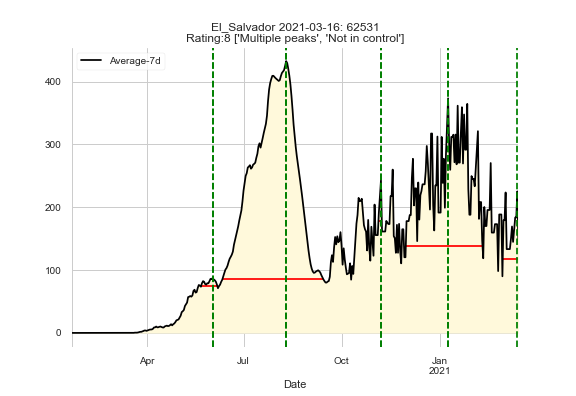 El_Salvador 2021-03-16: 62531
Rating:8 ['Multiple peaks', 'Not in control']
Average-7d
400
300
200
100
0
Apr Jul Oct Jan
2021
Date